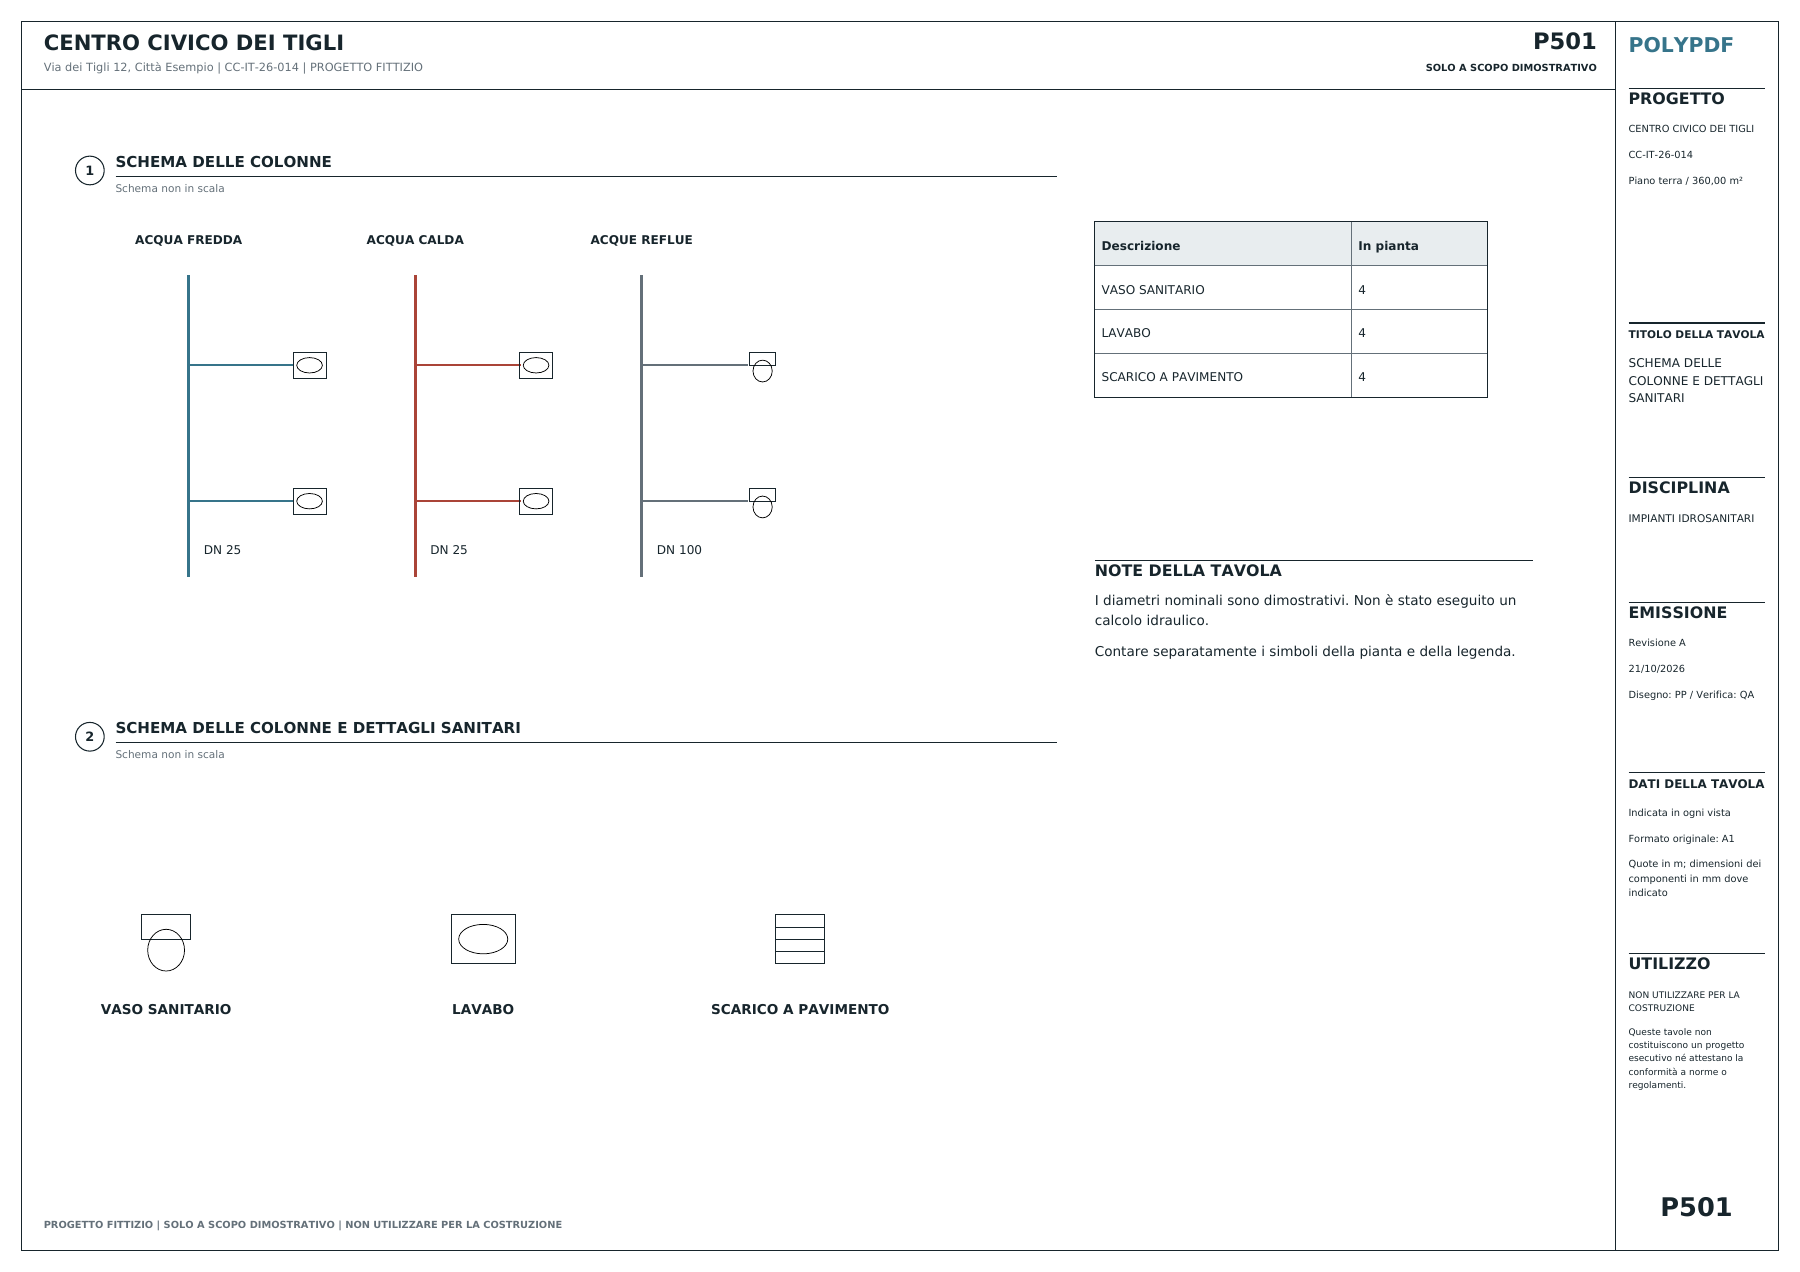 CENTRO CIVICO DEI TIGLI
Via dei Tigli 12, Città Esempio | CC-IT-26-014 | PROGETTO FITTIZIO
P501
SOLO A SCOPO DIMOSTRATIVO
1
SCHEMA DELLE COLONNE
Schema non in scala
ACQUA FREDDA
ACQUA CALDA
ACQUE REFLUE
DN 25
DN 25
DN 100
Descrizione In pianta
VASO SANITARIO 4
LAVABO 4
SCARICO A PAVIMENTO 4
NOTE DELLA TAVOLA
I diametri nominali sono dimostrativi. Non è stato eseguito un
calcolo idraulico.
Contare separatamente i simboli della pianta e della legenda.
2
SCHEMA DELLE COLONNE E DETTAGLI SANITARI
Schema non in scala
VASO SANITARIO
LAVABO
SCARICO A PAVIMENTO
PROGETTO FITTIZIO | SOLO A SCOPO DIMOSTRATIVO | NON UTILIZZARE PER LA COSTRUZIONE
POLYPDF
PROGETTO
CENTRO CIVICO DEI TIGLI
CC-IT-26-014
Piano terra / 360,00 m²
TITOLO DELLA TAVOLA
SCHEMA DELLE
COLONNE E DETTAGLI
SANITARI
DISCIPLINA
IMPIANTI IDROSANITARI
EMISSIONE
Revisione A
21/10/2026
Disegno: PP / Verifica: QA
DATI DELLA TAVOLA
Indicata in ogni vista
Formato originale: A1
Quote in m; dimensioni dei
componenti in mm dove
indicato
UTILIZZO
NON UTILIZZARE PER LA
COSTRUZIONE
Queste tavole non
costituiscono un progetto
esecutivo né attestano la
conformità a norme o
regolamenti.
P501